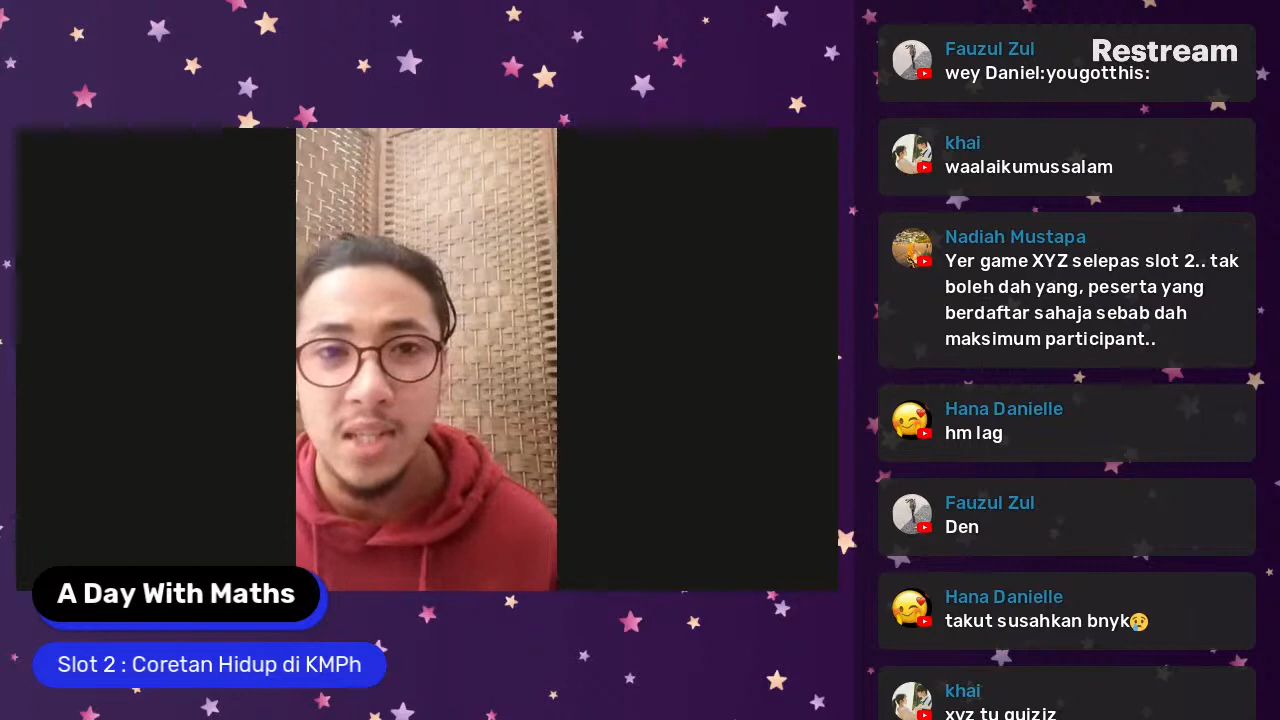 Restream
Fauzul Zul
wey Daniel:yougotthis:
khai
waalaikumussalam
Nadiah Mustapa
Yer game XYZ selepas slot 2.. tak
boleh dah yang, peserta yang
berdaftar sahaja sebab dah
maksimum participant..
Hana Danielle
hm lag
Fauzul Zul
Den
Hana Danielle
takut susahkan bnyk😥
khai
xyz tu quiziz
A Day With Maths
Slot 2 : Coretan Hidup di KMPh